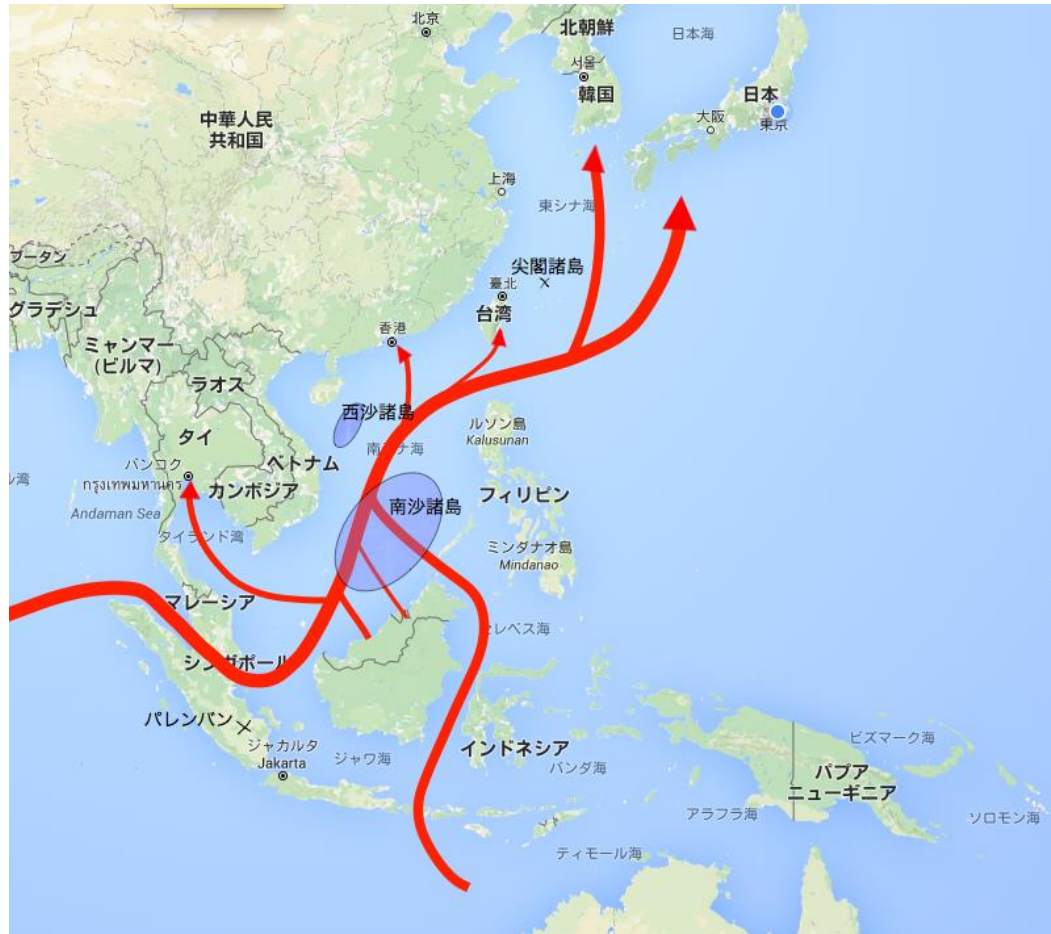 北京
北朝鮮
日本海
서울
韓国
日本
大阪
東京
中華人民
共和国
上海
東シナ海
ブータン
尖閣諸島
臺北
台湾
グラデシュ
香港
ミャンマー
(ビルマ)
ラオス
西沙諸島
ルソン島
Kalusunan
タイ
南シナ海
バンコク
กรุงเทพมหานคร
ベトナム
ル湾
カンボジア
南沙諸島
フィリピン
Andaman Sea
タイランド湾
ミンダナオ島
Mindanao
マレーシア
セレベス海
シンガポール
パレンバン
ジャカルタ
Jakarta
ジャワ海
インドネシア
バンダ海
ビズマーク海
パプア
ニューギニア
アラフラ海
ソロモン海
ティモール海